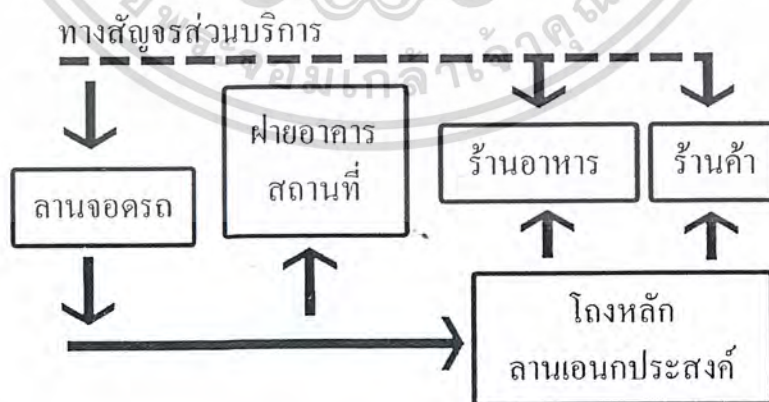 ทางสัญจรส่วนบริการ
ฝ่ายอาคาร
สถานที่
ร้านอาหาร
ร้านค้า
ลานจอดรถ
โถงหลัก
ลานเอนกประสงค์